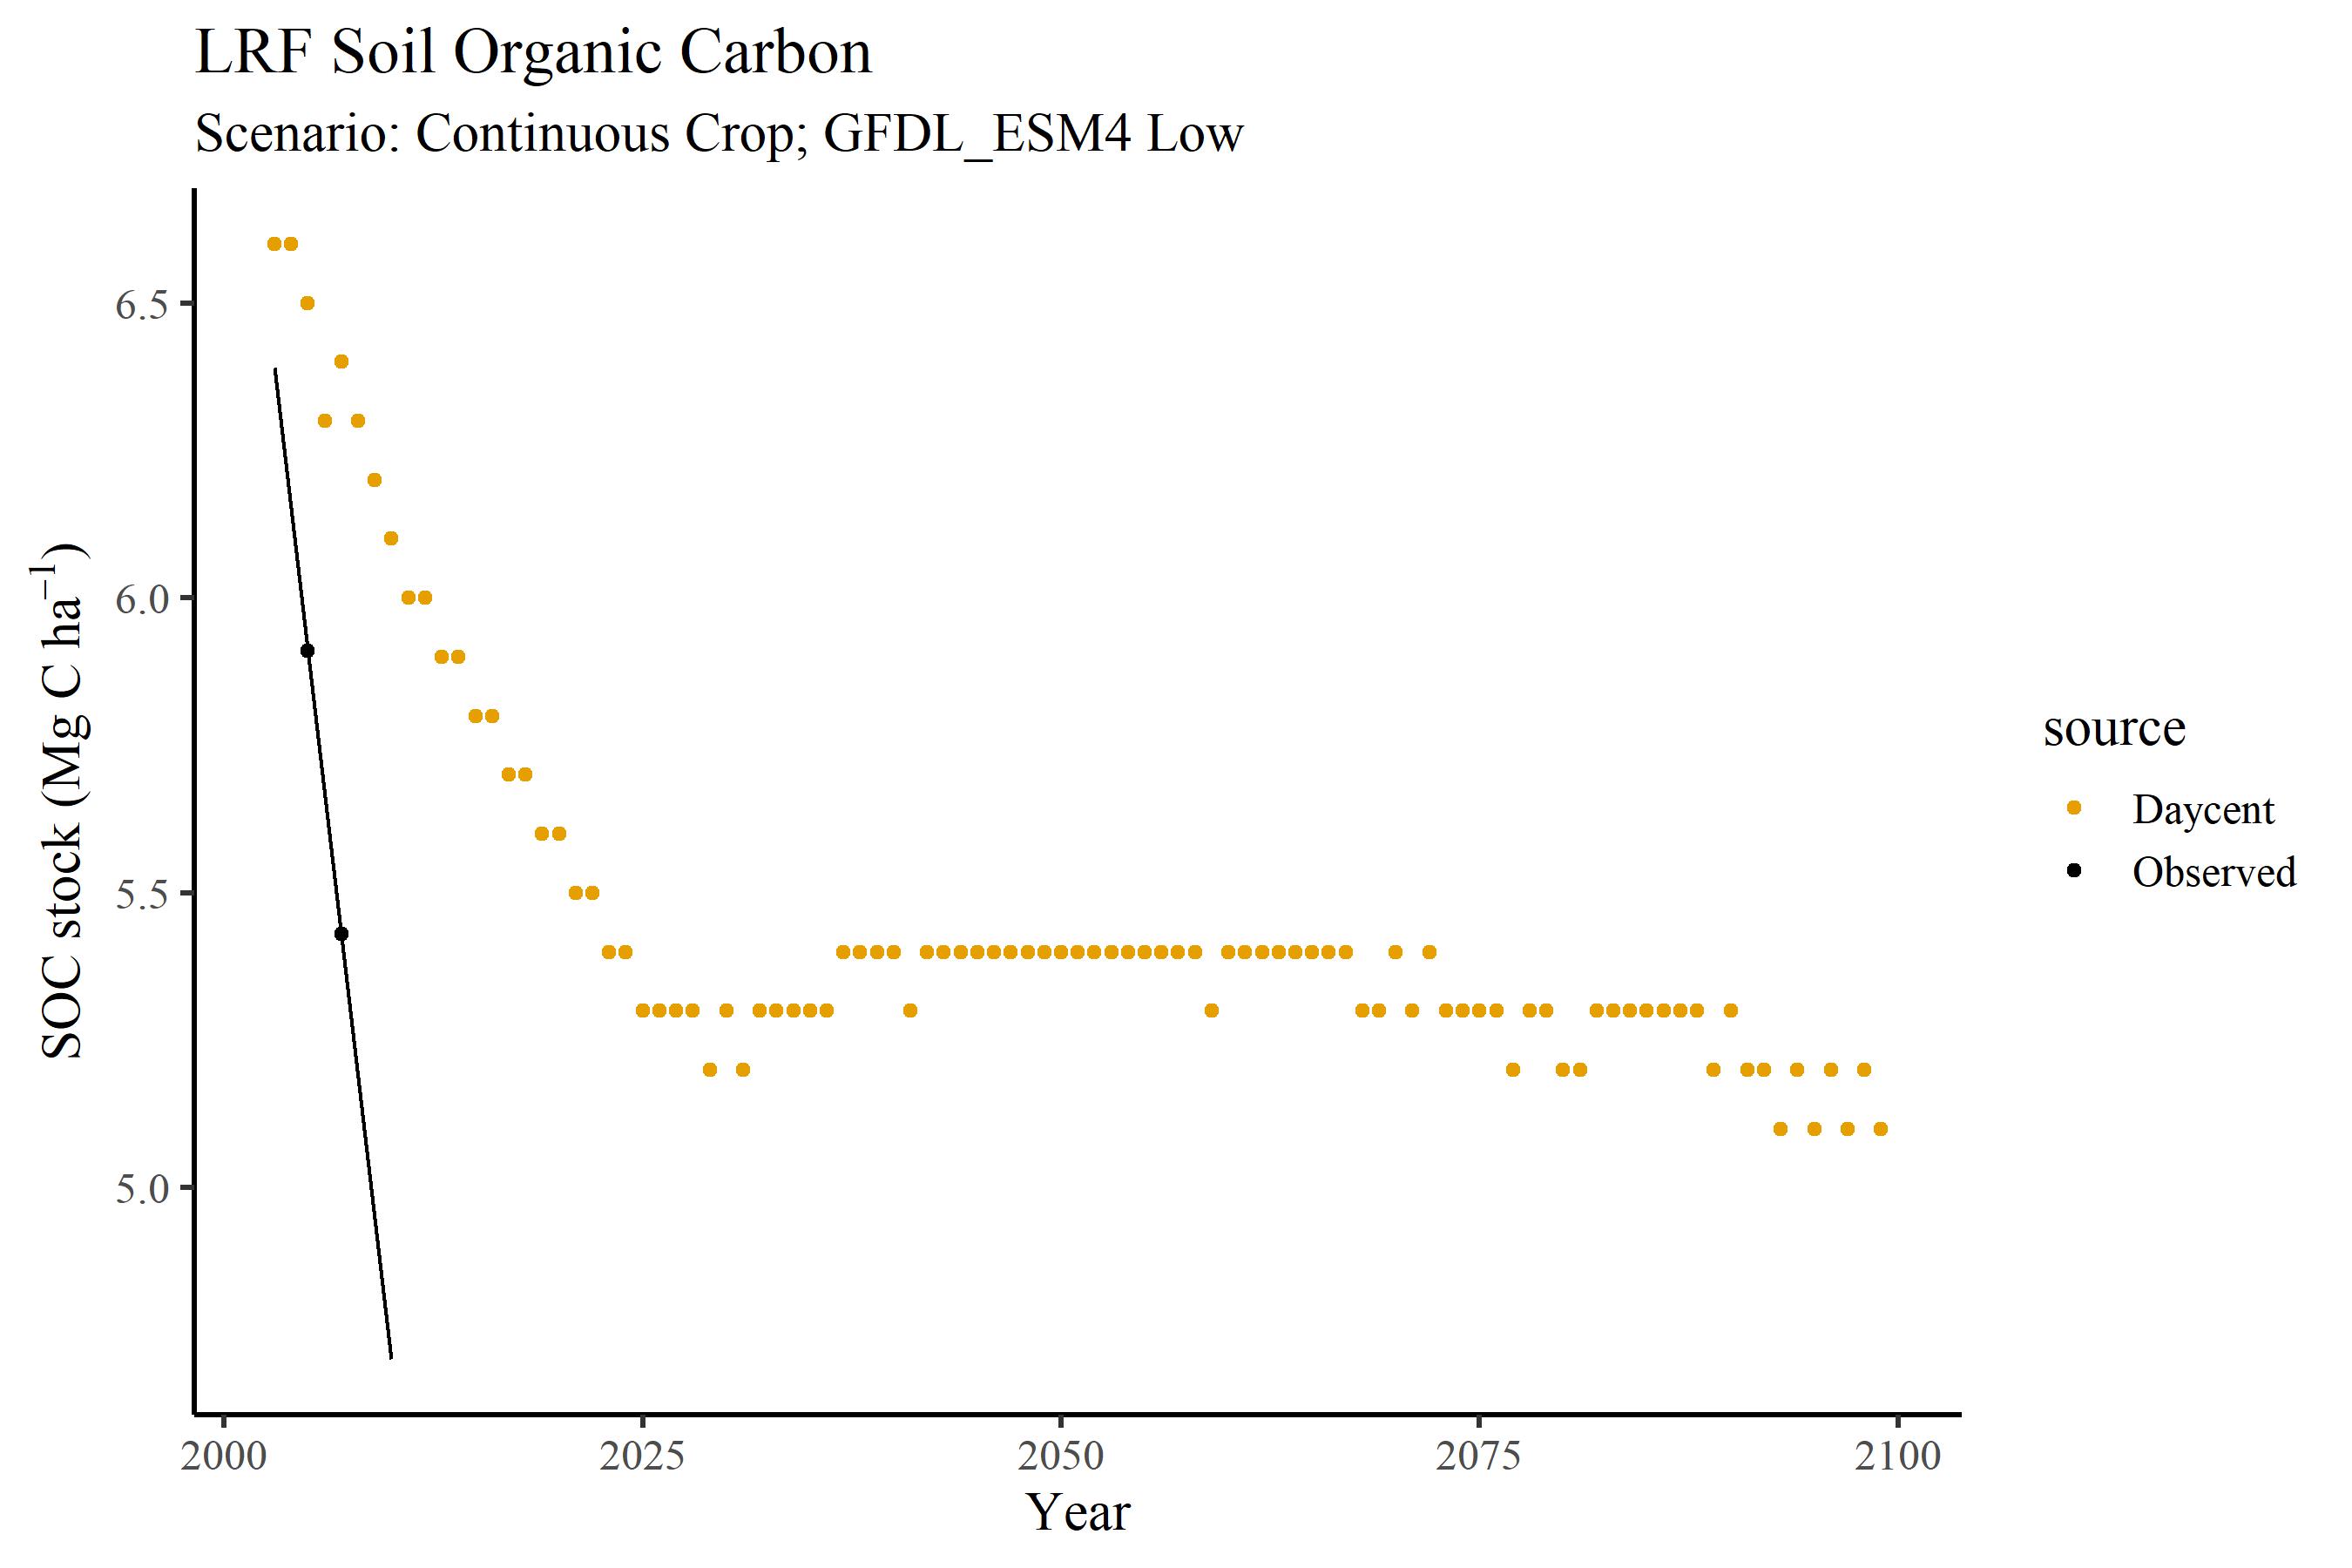 LRF Soil Organic Carbon
Scenario: Continuous Crop; GFDL_ESM4 Low
SOC stock (Mg C ha⁻¹)
6.5
6.0
5.5
5.0
2000
2025
2050
2075
2100
Year
source
Daycent
Observed